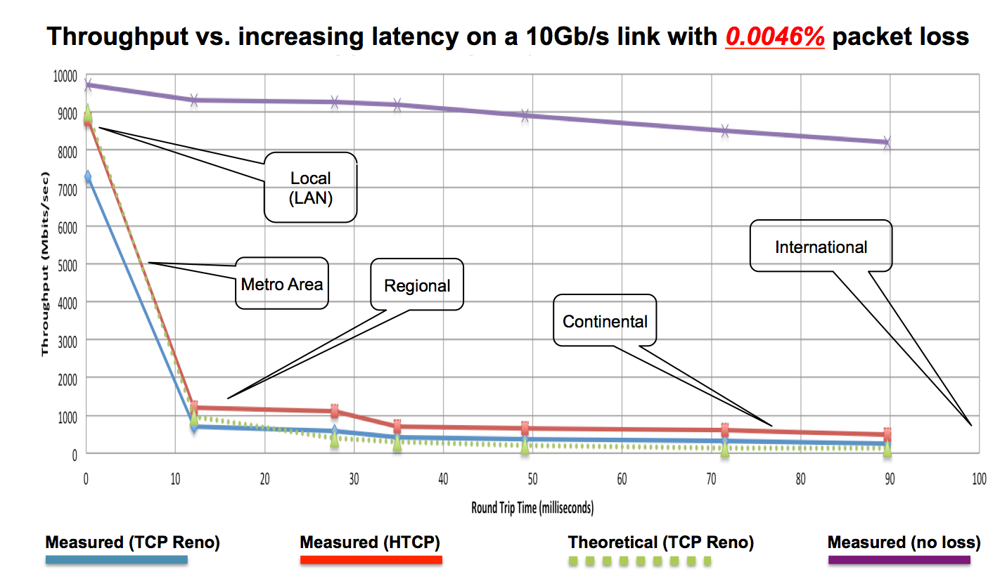 Throughput vs. increasing latency on a 10Gb/s link with 0.0046% packet loss
10000
9000
8000
7000
6000
5000
4000
3000
2000
1000
0
Throughput (Mbits/sec)
Local
(LAN)
Metro Area
Regional
Continental
International
0 10 20 30 40 50 60 70 80 90 100
Round Trip Time (milliseconds)
Measured (TCP Reno) Measured (HTCP) Theoretical (TCP Reno) Measured (no loss)